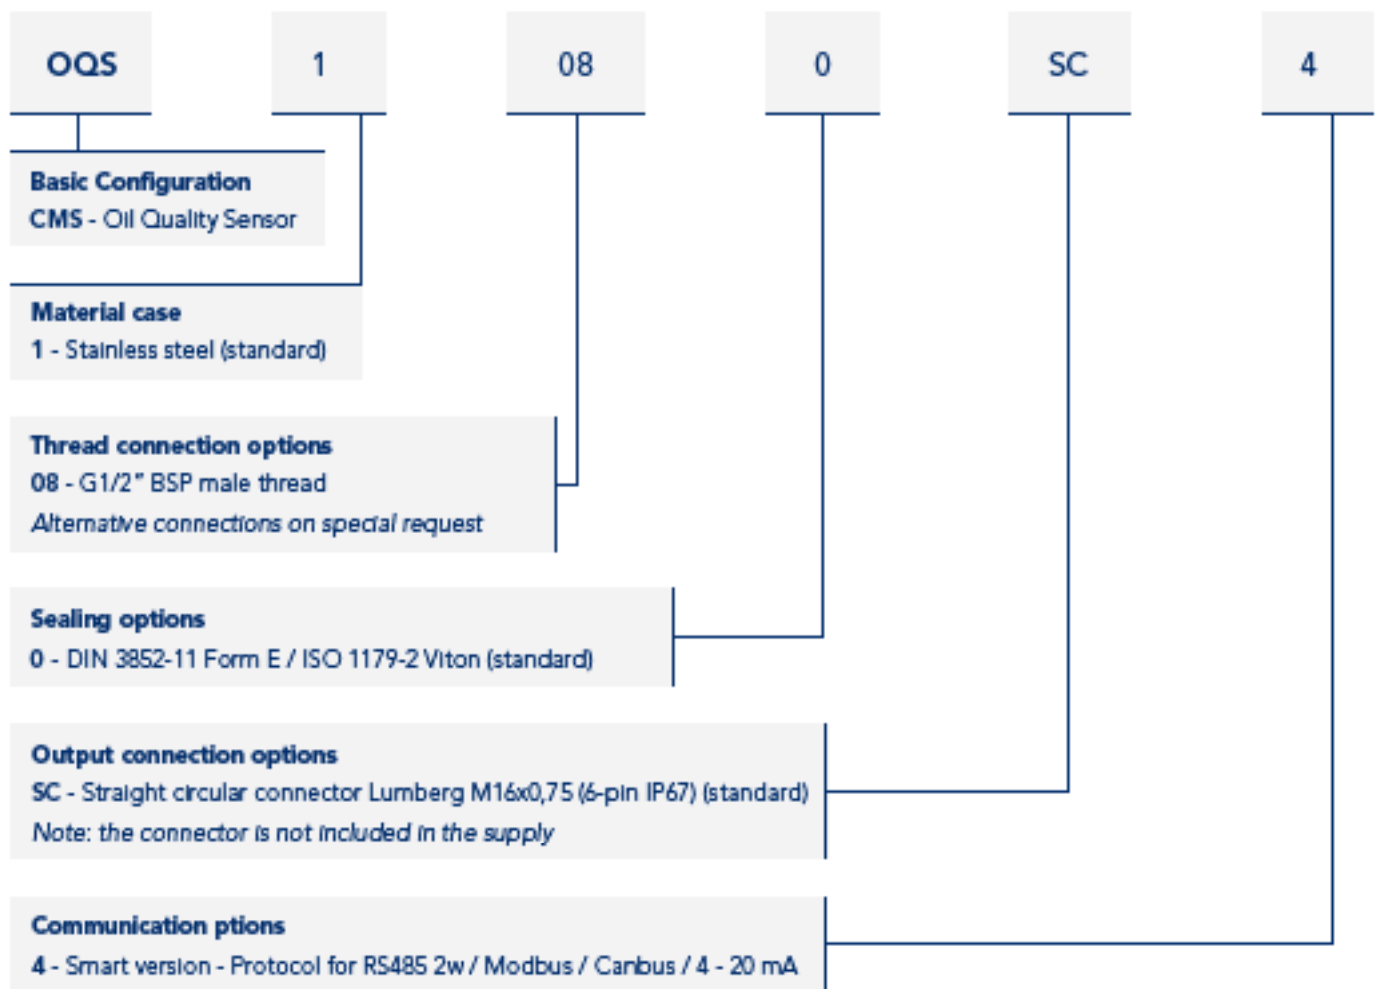 OQS 1 08 0 SC 4
Basic Configuration
CMS - Oil Quality Sensor
Material case
1 - Stainless steel (standard)
Thread connection options
08 - G1/2" BSP male thread
Alternative connections on special request
Sealing options
0 - DIN 3852-11 Form E / ISO 1179-2 Viton (standard)
Output connection options
SC - Straight circular connector Lumberg M16x0,75 (6-pin IP67) (standard)
Note: the connector is not included in the supply
Communication ptions
4 - Smart version - Protocol for RS485 2w / Modbus / Canbus / 4 - 20 mA